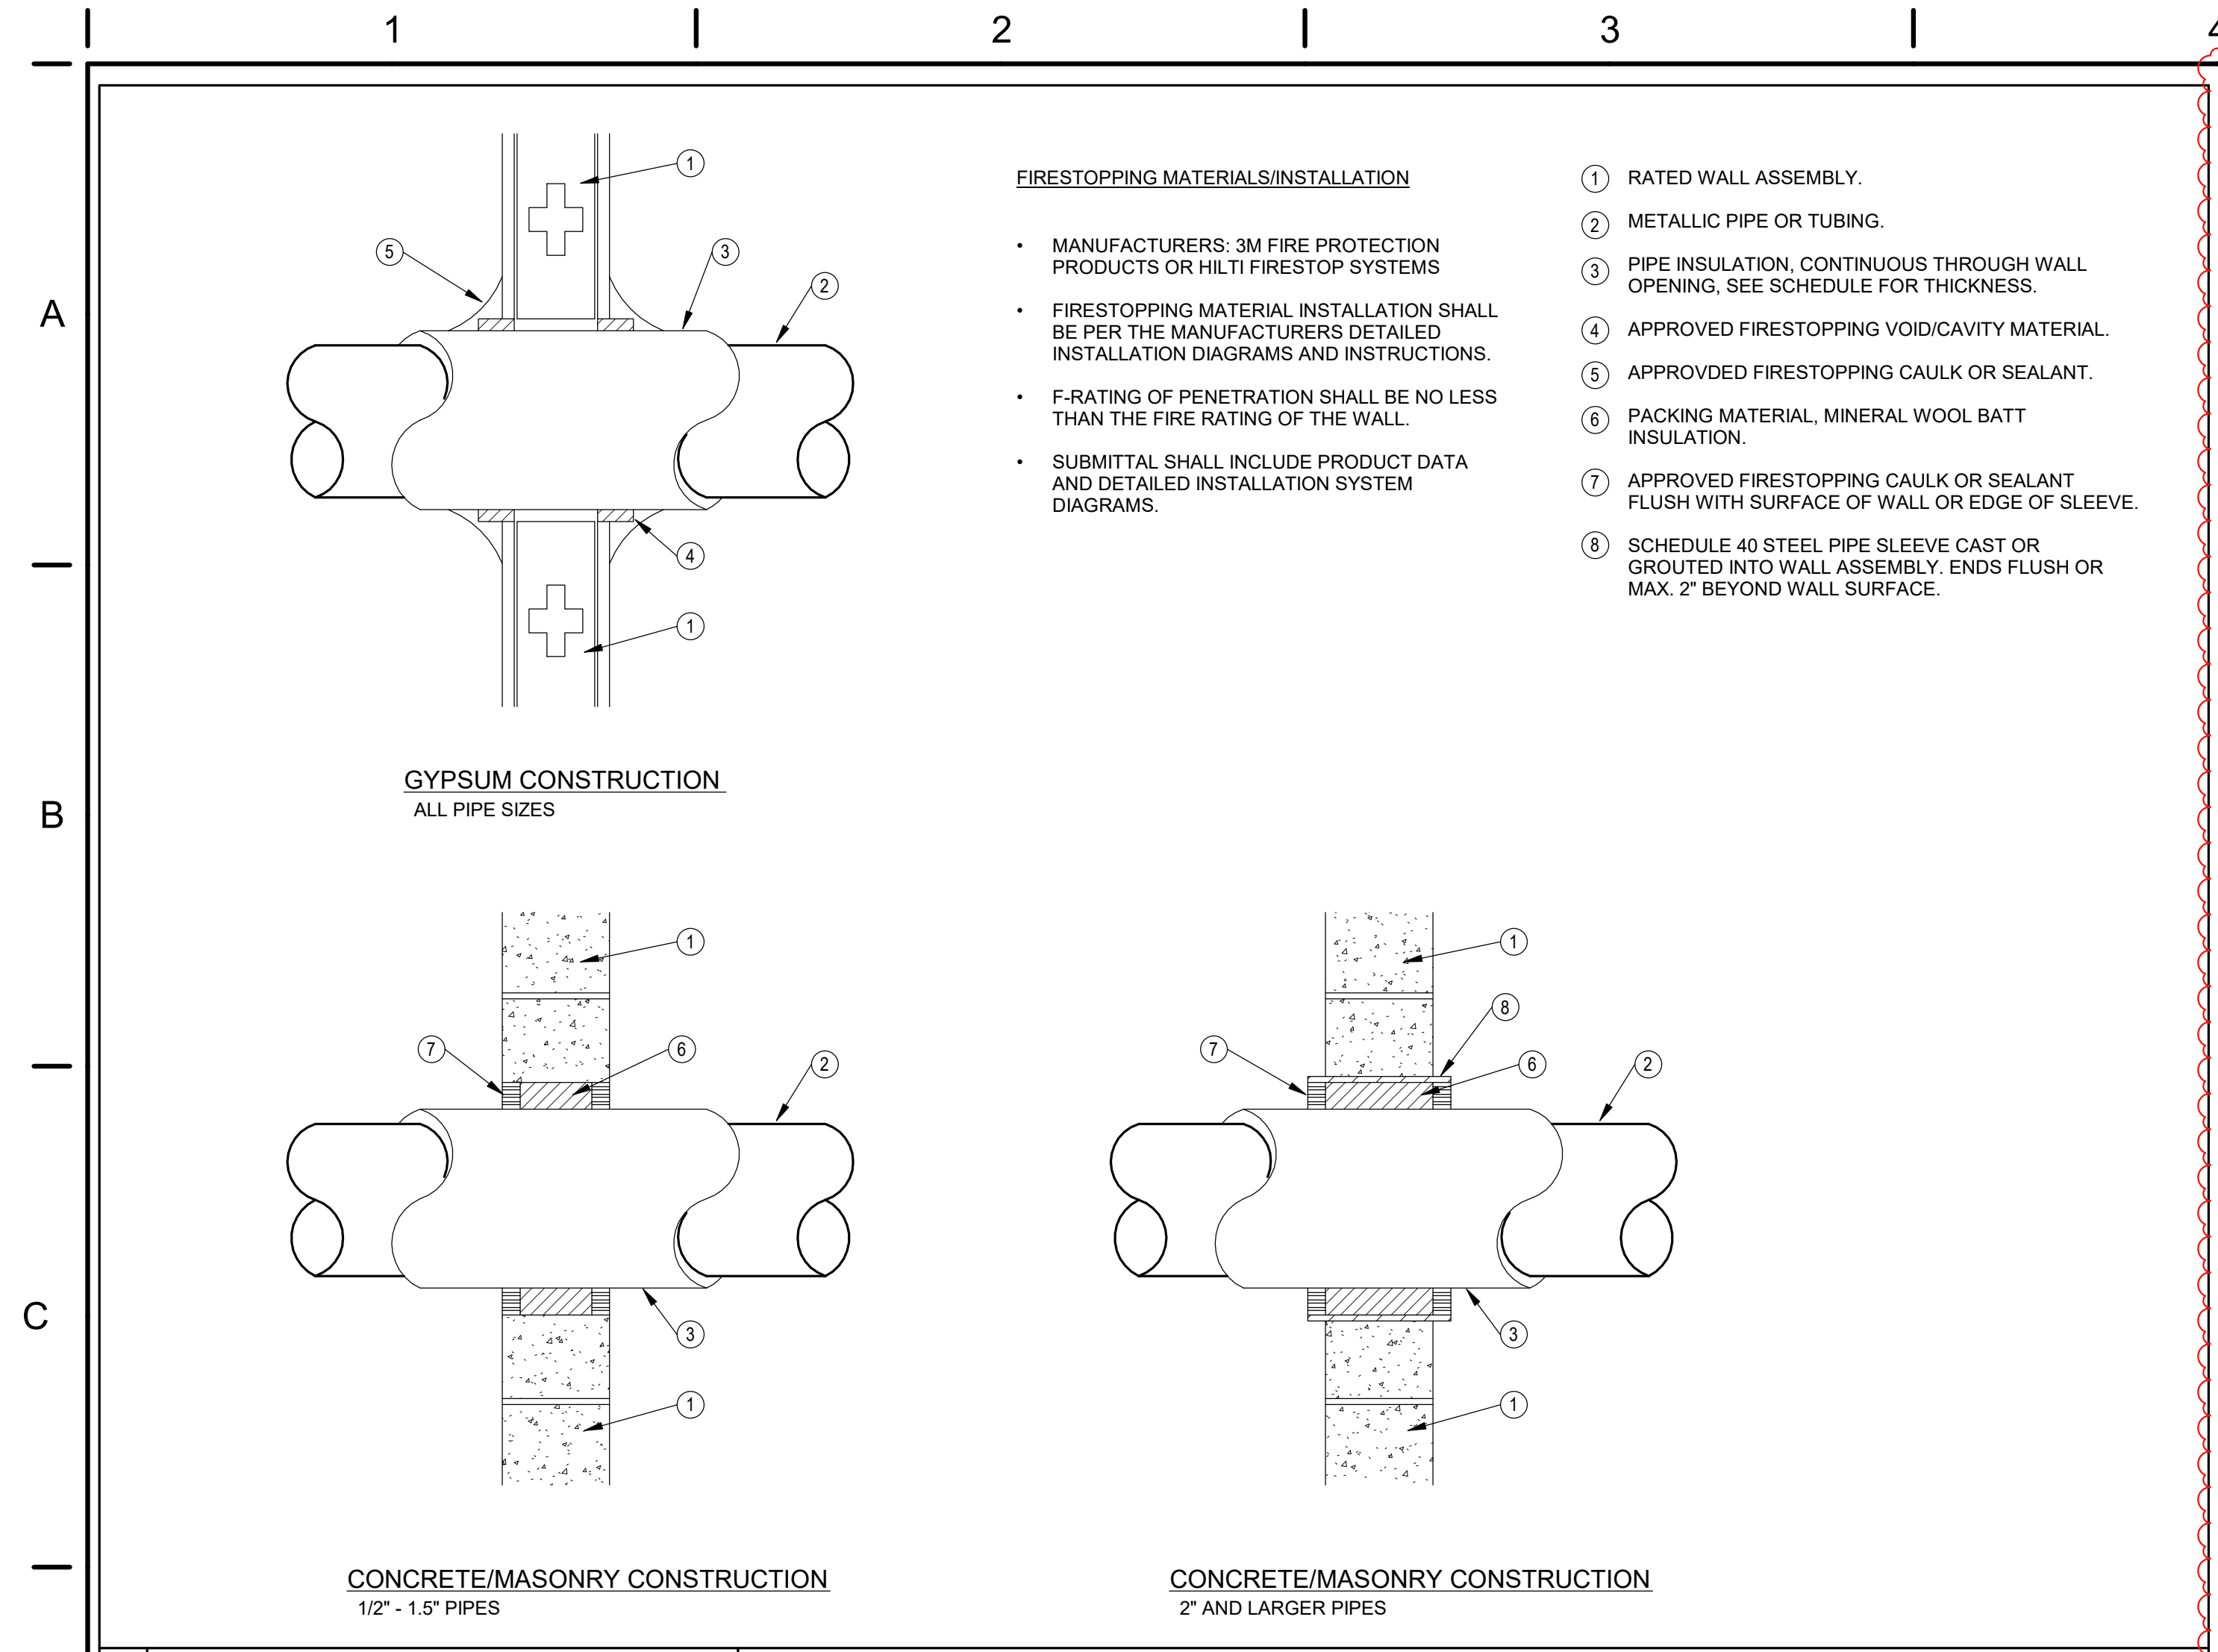 1
2
3
4
A
B
C
1
5
3
2
4
1
GYPSUM CONSTRUCTION
ALL PIPE SIZES
FIRESTOPPING MATERIALS/INSTALLATION
• MANUFACTURERS: 3M FIRE PROTECTION
PRODUCTS OR HILTI FIRESTOP SYSTEMS
• FIRESTOPPING MATERIAL INSTALLATION SHALL
BE PER THE MANUFACTURERS DETAILED
INSTALLATION DIAGRAMS AND INSTRUCTIONS.
• F-RATING OF PENETRATION SHALL BE NO LESS
THAN THE FIRE RATING OF THE WALL.
• SUBMITTAL SHALL INCLUDE PRODUCT DATA
AND DETAILED INSTALLATION SYSTEM
DIAGRAMS.
1 RATED WALL ASSEMBLY.
2 METALLIC PIPE OR TUBING.
3 PIPE INSULATION, CONTINUOUS THROUGH WALL
OPENING, SEE SCHEDULE FOR THICKNESS.
4 APPROVED FIRESTOPPING VOID/CAVITY MATERIAL.
5 APPROVDED FIRESTOPPING CAULK OR SEALANT.
6 PACKING MATERIAL, MINERAL WOOL BATT
INSULATION.
7 APPROVED FIRESTOPPING CAULK OR SEALANT
FLUSH WITH SURFACE OF WALL OR EDGE OF SLEEVE.
8 SCHEDULE 40 STEEL PIPE SLEEVE CAST OR
GROUTED INTO WALL ASSEMBLY. ENDS FLUSH OR
MAX. 2" BEYOND WALL SURFACE.
1
7
6
2
3
1
CONCRETE/MASONRY CONSTRUCTION
1/2" - 1.5" PIPES
1
8
7
6
2
3
1
CONCRETE/MASONRY CONSTRUCTION
2" AND LARGER PIPES